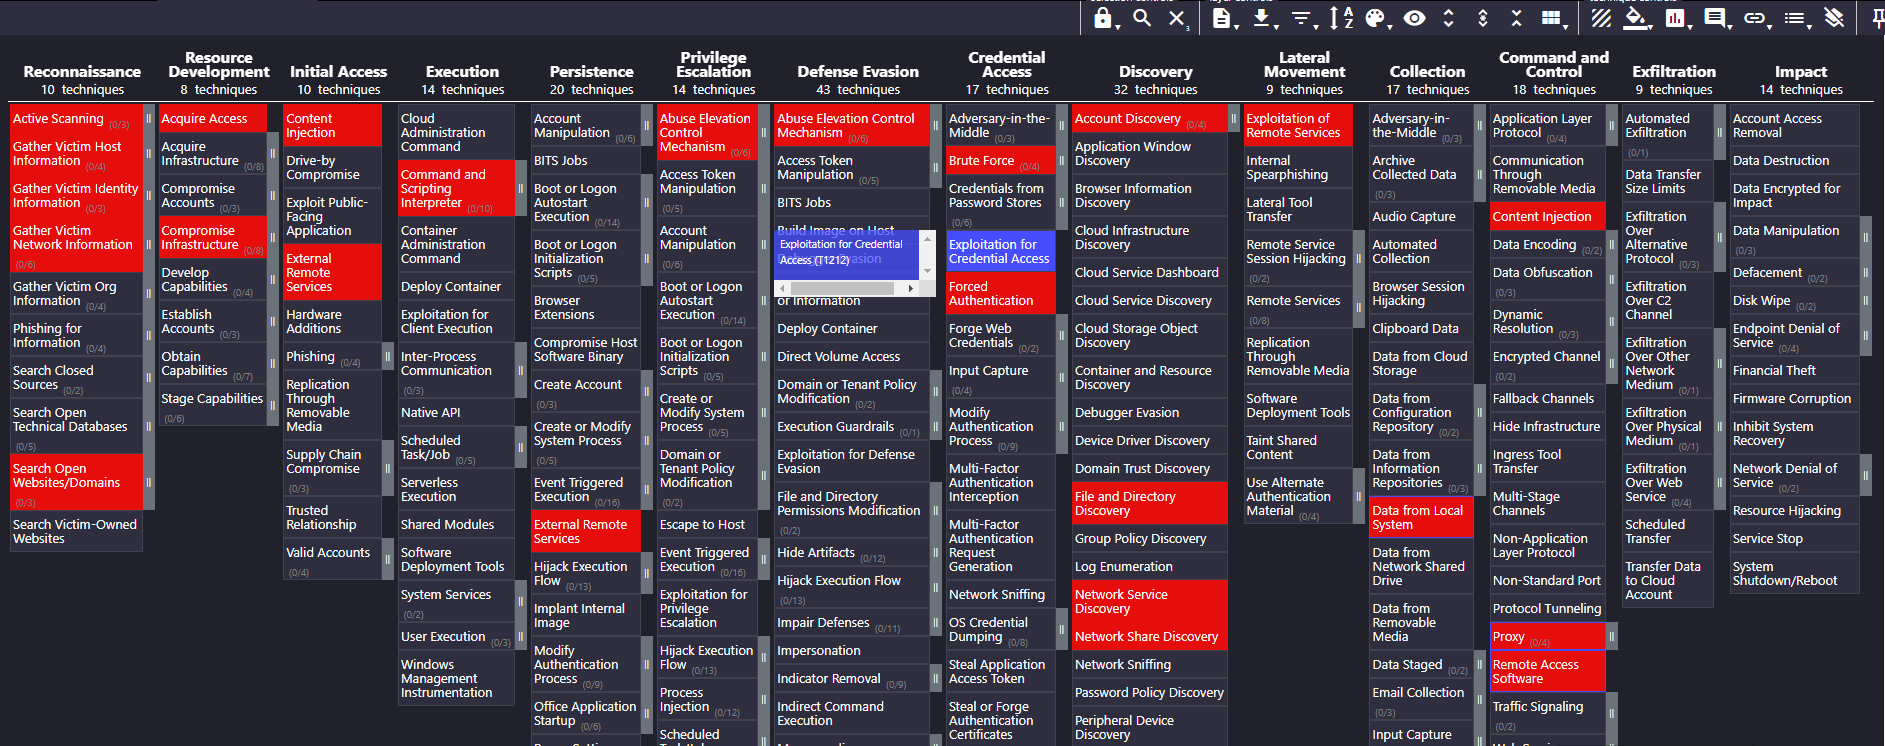 Reconnaissance
10 techniques
Active Scanning (0/3)
Gather Victim Host
Information (0/4)
Gather Victim Identity
Information (0/3)
Gather Victim
Network Information
(0/6)
Gather Victim Org
Information (0/4)
Phishing for
Information (0/4)
Search Closed
Sources (0/2)
Search Open
Technical Databases
(0/5)
Search Open
Websites/Domains
(0/3)
Search Victim-Owned
Websites
Resource
Development
8 techniques
Acquire Access
Acquire
Infrastructure (0/8)
Compromise
Accounts (0/3)
Compromise
Infrastructure (0/8)
Develop
Capabilities (0/4)
Establish
Accounts (0/3)
Obtain
Capabilities (0/7)
Stage Capabilities
(0/6)
Initial Access
10 techniques
Content
Injection
Drive-by
Compromise
Exploit Public-
Facing
Application
External
Remote
Services
Hardware
Additions
Phishing (0/4)
Replication
Through
Removable
Media
Supply Chain
Compromise
(0/3)
Trusted
Relationship
Valid Accounts
(0/4)
Execution
14 techniques
Cloud
Administration
Command
Command and
Scripting
Interpreter (0/10)
Container
Administration
Command
Deploy Container
Exploitation for
Client Execution
Inter-Process
Communication
(0/3)
Native API
Scheduled
Task/Job (0/5)
Serverless
Execution
Shared Modules
Software
Deployment Tools
System Services
(0/2)
User Execution (0/3)
Windows
Management
Instrumentation
Persistence
20 techniques
Account
Manipulation (0/6)
BITS Jobs
Boot or Logon
Autostart
Execution (0/14)
Boot or Logon
Initialization
Scripts (0/5)
Browser
Extensions
Compromise Host
Software Binary
Create Account
(0/3)
Create or Modify
System Process
(0/5)
Event Triggered
Execution (0/16)
External Remote
Services
Hijack Execution
Flow (0/13)
Implant Internal
Image
Modify
Authentication
Process (0/9)
Office Application
Startup (0/6)
Privilege
Escalation
14 techniques
Abuse Elevation
Control
Mechanism (0/6)
Access Token
Manipulation
(0/5)
Account
Manipulation
(0/6)
Boot or Logon
Autostart
Execution (0/14)
Boot or Logon
Initialization
Scripts (0/5)
Create or
Modify System
Process (0/5)
Domain or
Tenant Policy
Modification
(0/2)
Escape to Host
Event Triggered
Execution (0/16)
Exploitation for
Privilege
Escalation
Hijack Execution
Flow (0/13)
Process
Injection (0/12)
Scheduled
Defense Evasion
43 techniques
Abuse Elevation Control
Mechanism (0/6)
Access Token
Manipulation (0/5)
BITS Jobs
Build Image on Host
Exploitation for Credential
Access (T1212)
or Information
Deploy Container
Direct Volume Access
Domain or Tenant Policy
Modification (0/2)
Execution Guardrails (0/1)
Exploitation for Defense
Evasion
File and Directory
Permissions Modification
(0/2)
Hide Artifacts (0/12)
Hijack Execution Flow
(0/13)
Impair Defenses (0/11)
Impersonation
Indicator Removal (0/9)
Indirect Command
Execution
Credential
Access
17 techniques
Adversary-in-the-
Middle (0/3)
Brute Force (0/4)
Credentials from
Password Stores
(0/6)
Exploitation for
Credential Access
Forced
Authentication
Forge Web
Credentials (0/2)
Input Capture
(0/4)
Modify
Authentication
Process (0/9)
Multi-Factor
Authentication
Interception
Multi-Factor
Authentication
Request
Generation
Network Sniffing
OS Credential
Dumping (0/8)
Steal Application
Access Token
Steal or Forge
Authentication
Certificates
Discovery
32 techniques
Account Discovery (0/4)
Application Window
Discovery
Browser Information
Discovery
Cloud Infrastructure
Discovery
Cloud Service Dashboard
Cloud Service Discovery
Cloud Storage Object
Discovery
Container and Resource
Discovery
Debugger Evasion
Device Driver Discovery
Domain Trust Discovery
File and Directory
Discovery
Group Policy Discovery
Log Enumeration
Network Service
Discovery
Network Share Discovery
Network Sniffing
Password Policy Discovery
Peripheral Device
Discovery
Lateral
Movement
9 techniques
Exploitation of
Remote Services
Internal
Spearphishing
Lateral Tool
Transfer
Remote Service
Session Hijacking
(0/2)
Remote Services
(0/8)
Replication
Through
Removable Media
Software
Deployment Tools
Taint Shared
Content
Use Alternate
Authentication
Material (0/4)
Collection
17 techniques
Adversary-in-
the-Middle (0/3)
Archive
Collected Data
(0/3)
Audio Capture
Automated
Collection
Browser Session
Hijacking
Clipboard Data
Data from Cloud
Storage
Data from
Configuration
Repository (0/2)
Data from
Information
Repositories (0/3)
Data from Local
System
Data from
Network Shared
Drive
Data from
Removable
Media
Data Staged (0/2)
Email Collection
(0/3)
Input Capture
Command and
Control
18 techniques
Application Layer
Protocol (0/4)
Communication
Through
Removable Media
Content Injection
Data Encoding (0/2)
Data Obfuscation
(0/3)
Dynamic
Resolution (0/3)
Encrypted Channel
(0/2)
Fallback Channels
Hide Infrastructure
Ingress Tool
Transfer
Multi-Stage
Channels
Non-Application
Layer Protocol
Non-Standard Port
Protocol Tunneling
Proxy (0/4)
Remote Access
Software
Traffic Signaling
(0/2)
Exfiltration
9 techniques
Automated
Exfiltration
(0/1)
Data Transfer
Size Limits
Exfiltration
Over
Alternative
Protocol (0/3)
Exfiltration
Over C2
Channel
Exfiltration
Over Other
Network
Medium (0/1)
Exfiltration
Over Physical
Medium (0/1)
Exfiltration
Over Web
Service (0/4)
Scheduled
Transfer
Transfer Data
to Cloud
Account
Impact
14 techniques
Account Access
Removal
Data Destruction
Data Encrypted for
Impact
Data Manipulation
(0/3)
Defacement (0/2)
Disk Wipe (0/2)
Endpoint Denial of
Service (0/4)
Financial Theft
Firmware Corruption
Inhibit System
Recovery
Network Denial of
Service (0/2)
Resource Hijacking
Service Stop
System
Shutdown/Reboot